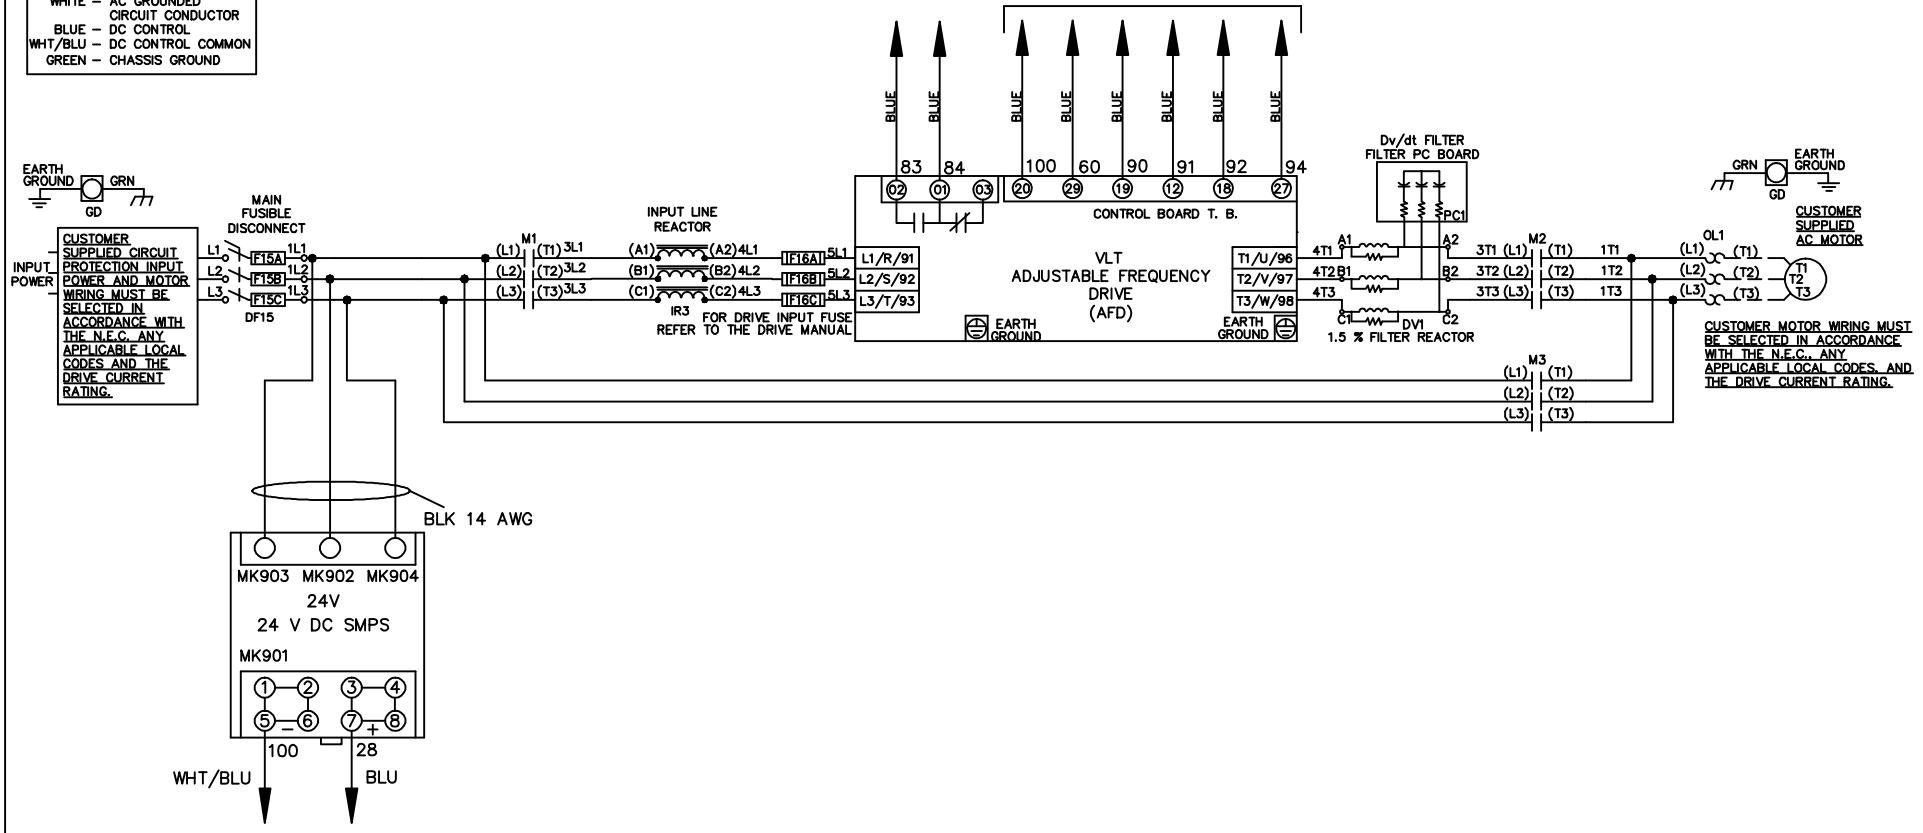 WHITE – AC GROUNDED
CIRCUIT CONDUCTOR
BLUE – DC CONTROL
WHT/BLU – DC CONTROL COMMON
GREEN – CHASSIS GROUND
BLUE
BLUE
BLUE
BLUE
BLUE
BLUE
BLUE
BLUE
83
84
100
60
90
91
92
94
02
01
03
20
29
19
12
18
27
CONTROL BOARD T. B.
EARTH
GROUND
GRN
GD
INPUT
POWER
CUSTOMER
SUPPLIED CIRCUIT
PROTECTION INPUT
POWER AND MOTOR
WIRING MUST BE
SELECTED IN
ACCORDANCE WITH
THE N.E.C. ANY
APPLICABLE LOCAL
CODES AND THE
DRIVE CURRENT
RATING.
MAIN
FUSIBLE
DISCONNECT
L1
F15A
1L1
L2
F15B
1L2
L3
F15C
1L3
DF15
M1
(L1)
(T1)
3L1
(L2)
(T2)
3L2
(L3)
(T3)
3L3
INPUT LINE
REACTOR
(A1)
(A2)
4L1
(B1)
(B2)
4L2
(C1)
(C2)
4L3
IR3
F16A
5L1
F16B
5L2
F16C
5L3
FOR DRIVE INPUT FUSE
REFER TO THE DRIVE MANUAL
L1/R/91
L2/S/92
L3/T/93
VLT
ADJUSTABLE FREQUENCY
DRIVE
(AFD)
EARTH
GROUND
T1/U/96
T2/V/97
T3/W/98
EARTH
GROUND
Dv/dt FILTER
FILTER PC BOARD
PC1
4T1
A1
A2
4T2
B1
B2
4T3
C1
C2
DV1
1.5 % FILTER REACTOR
M2
3T1
(L1)
(T1)
1T1
3T2
(L2)
(T2)
1T2
3T3
(L3)
(T3)
1T3
OL1
(L1)
(T1)
(L2)
(T2)
(L3)
(T3)
T1
T2
T3
GRN
GD
EARTH
GROUND
CUSTOMER
SUPPLIED
AC MOTOR
CUSTOMER MOTOR WIRING MUST
BE SELECTED IN ACCORDANCE
WITH THE N.E.C., ANY
APPLICABLE LOCAL CODES, AND
THE DRIVE CURRENT RATING.
M3
(L1)
(T1)
(L2)
(T2)
(L3)
(T3)
BLK 14 AWG
MK903
MK902
MK904
24V
24 V DC SMPS
MK901
1
2
3
4
5
6
7
8
–
+
100
28
WHT/BLU
BLU